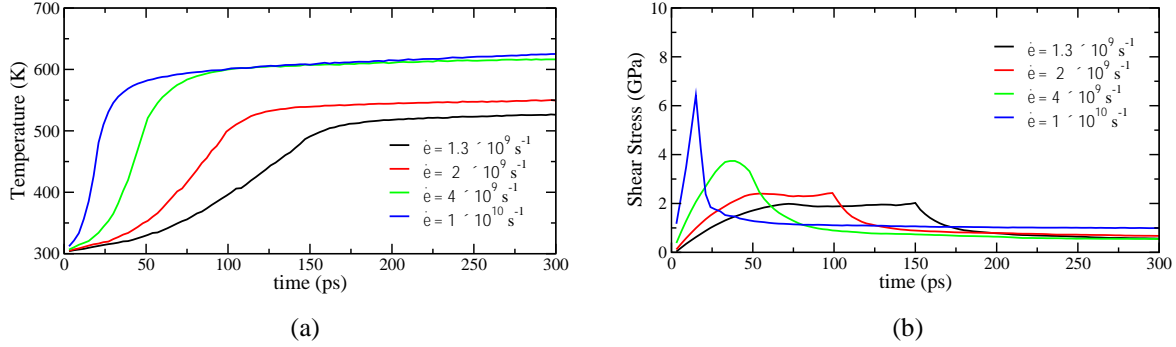 700
600
500
400
300
Temperature (K)
ė = 1.3 ´ 10⁹ s⁻¹
ė = 2 ´ 10⁹ s⁻¹
ė = 4 ´ 10⁹ s⁻¹
ė = 1 ´ 10¹⁰ s⁻¹
0 50 100 150 200 250 300
time (ps)
(a)
10
8
6
4
2
0
Shear Stress (GPa)
ė = 1.3 ´ 10⁹ s⁻¹
ė = 2 ´ 10⁹ s⁻¹
ė = 4 ´ 10⁹ s⁻¹
ė = 1 ´ 10¹⁰ s⁻¹
0 50 100 150 200 250 300
time (ps)
(b)